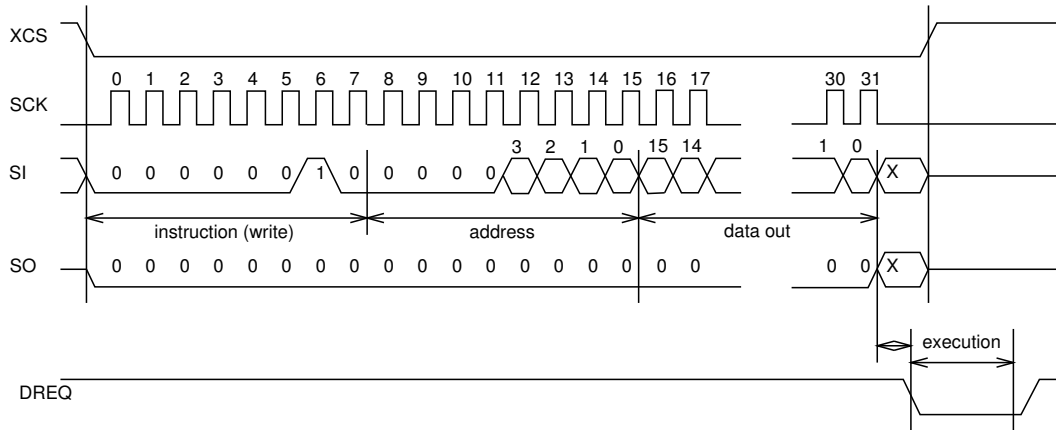 XCS
0 1 2 3 4 5 6 7 8 9 10 11 12 13 14 15 16 17 30 31
SCK
3 2 1 0 15 14 1 0
SI 0 0 0 0 0 0 1 0 0 0 0 0 X
instruction (write) address data out
SO 0 0 0 0 0 0 0 0 0 0 0 0 0 0 0 0 0 0 0 0 X
execution
DREQ